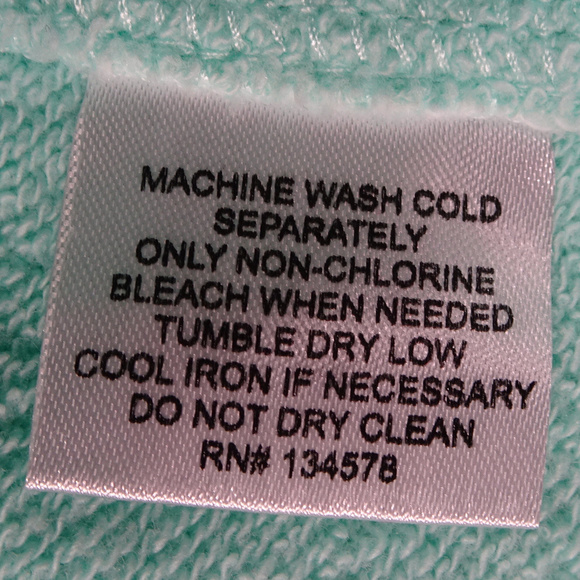 MACHINE WASH COLD
SEPARATELY
ONLY NON-CHLORINE
BLEACH WHEN NEEDED
TUMBLE DRY LOW
COOL IRON IF NECESSARY
DO NOT DRY CLEAN
RN# 134578